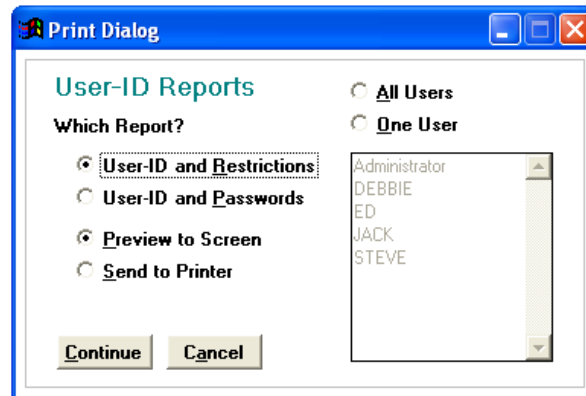 Print Dialog
User-ID Reports
Which Report?
User-ID and Restrictions
User-ID and Passwords
Preview to Screen
Send to Printer
Continue
Cancel
All Users
One User
Administrator
DEBBIE
ED
JACK
STEVE